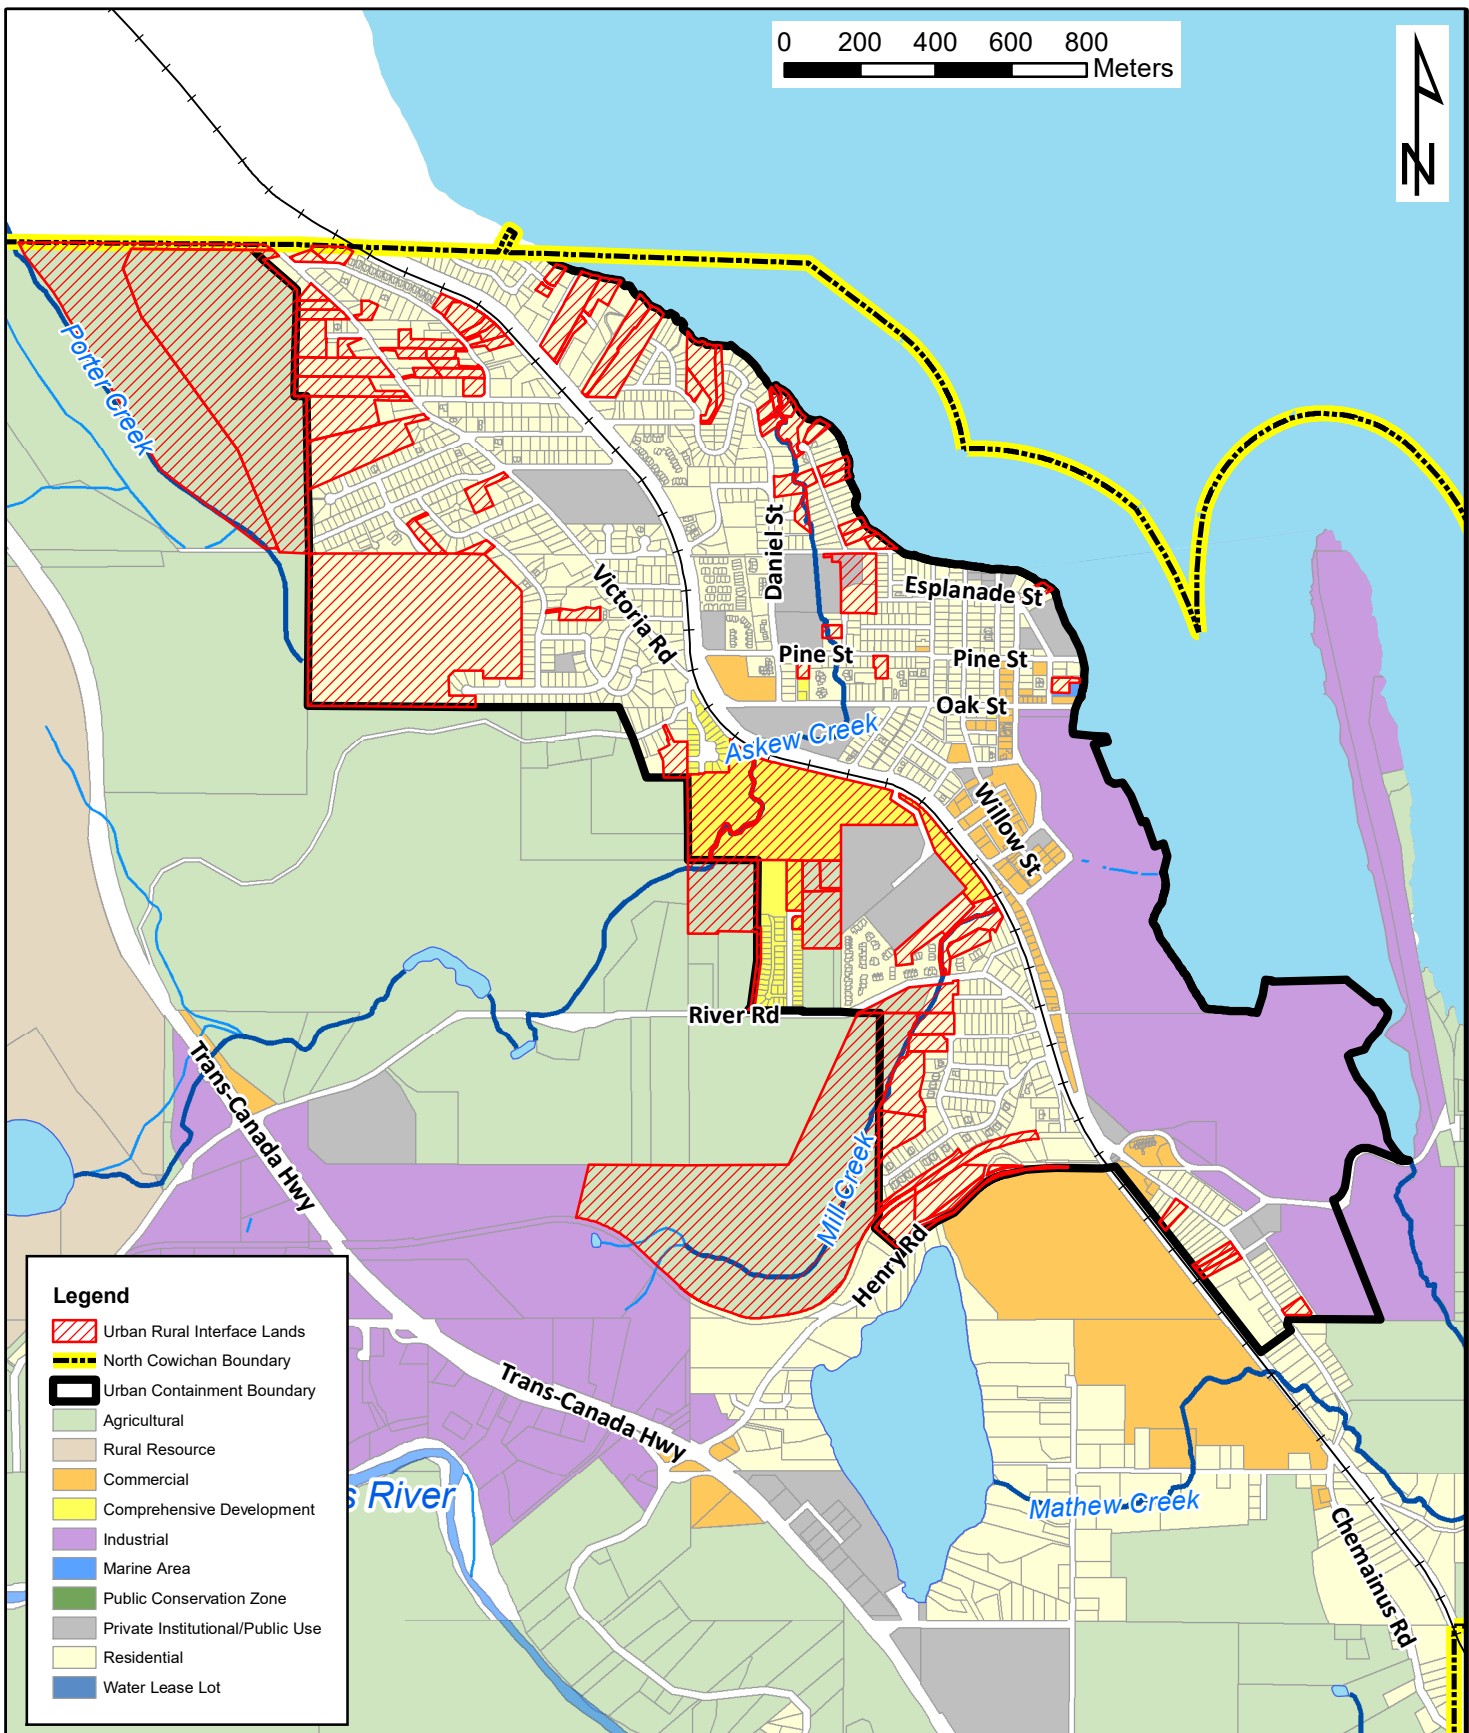 0 200 400 600 800
Meters
N
Porter Creek
Victoria Rd
Daniel St
Esplanade St
Pine St
Pine St
Oak St
Askew Creek
Willow St
River Rd
Trans-Canada Hwy
Mill Creek
Henry Rd
Trans-Canada Hwy
s River
Mathew Creek
Chemainus Rd
Legend
Urban Rural Interface Lands
North Cowichan Boundary
Urban Containment Boundary
Agricultural
Rural Resource
Commercial
Comprehensive Development
Industrial
Marine Area
Public Conservation Zone
Private Institutional/Public Use
Residential
Water Lease Lot